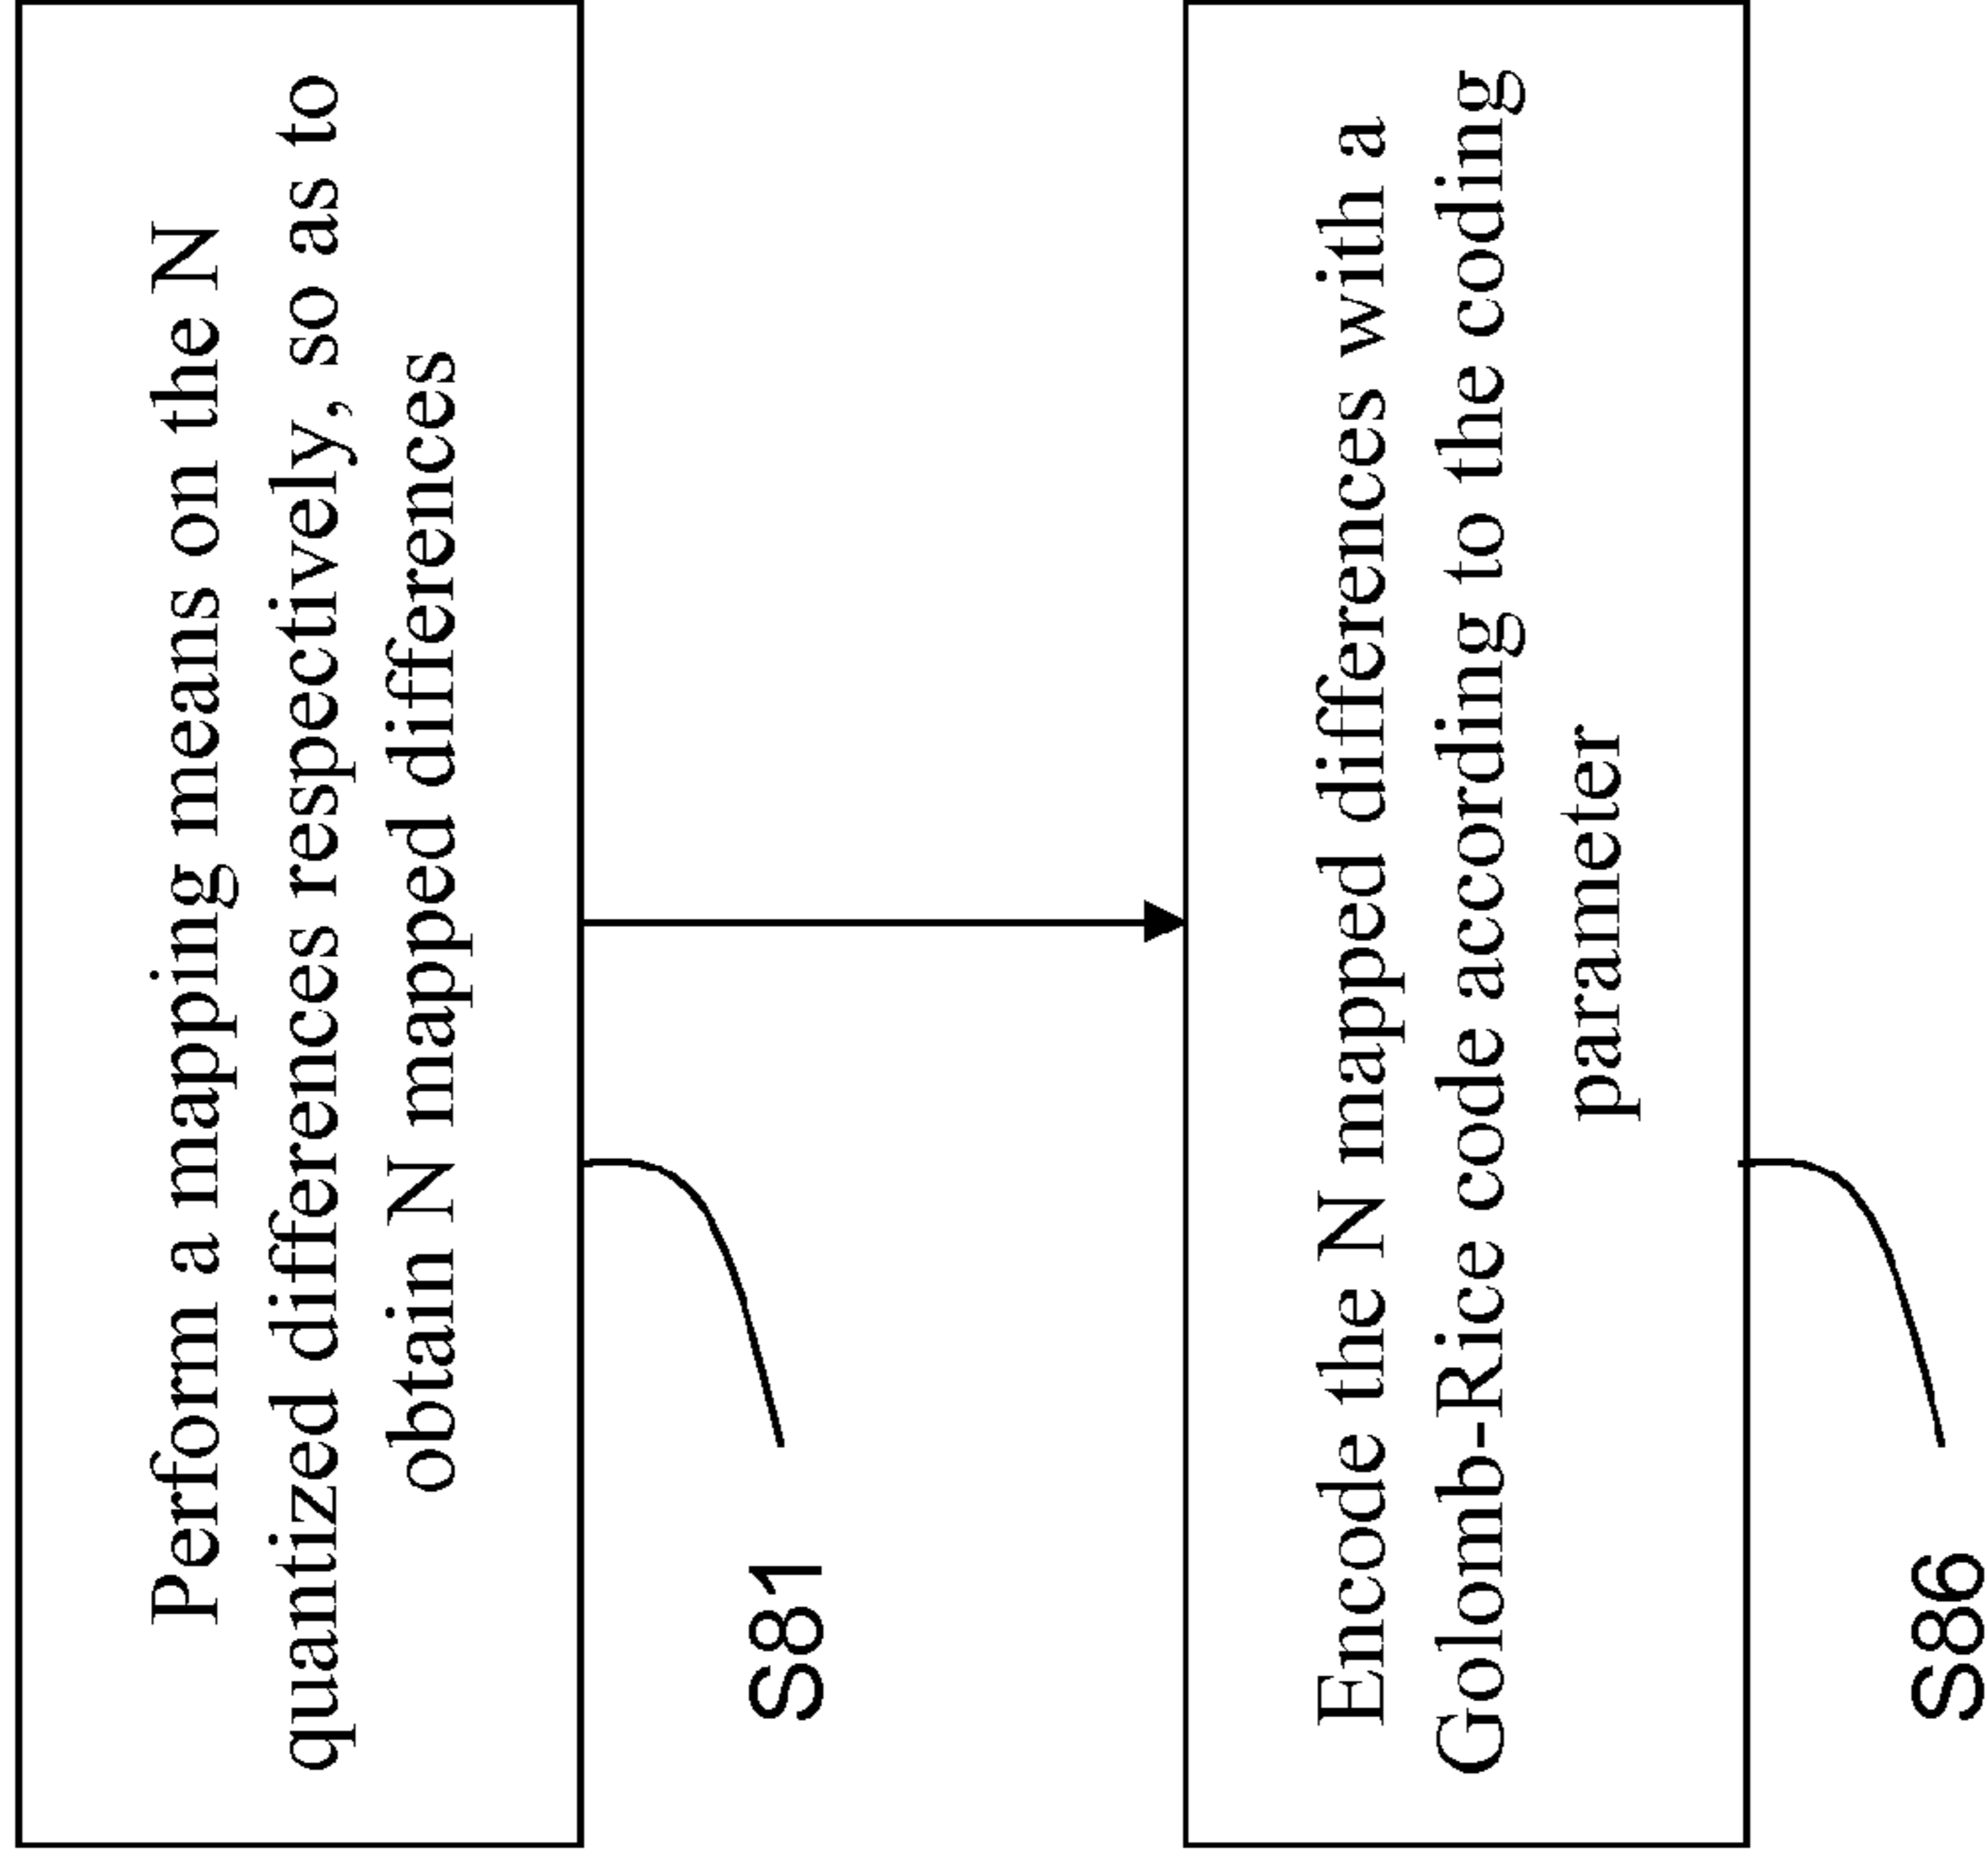 Perform a mapping means on the N
quantized differences respectively, so as to
obtain N mapped differences
S81
Encode the N mapped differences with a
Golomb-Rice code according to the coding
parameter
S86